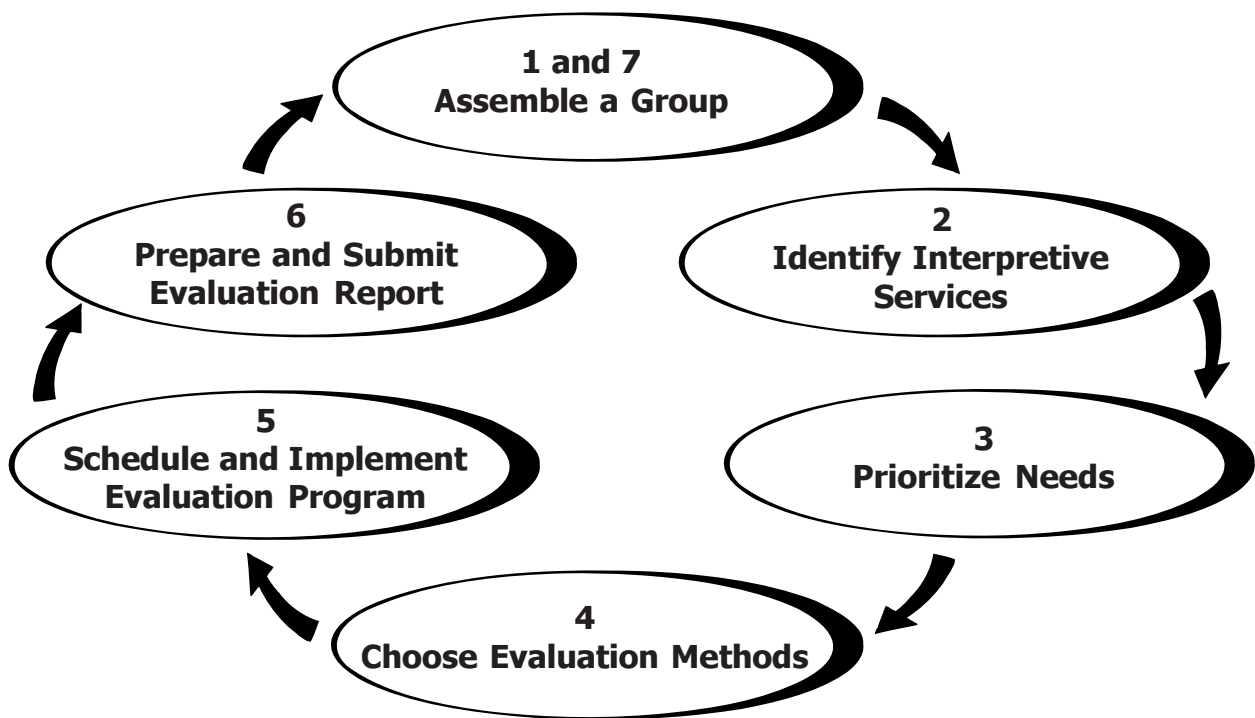 1 and 7
Assemble a Group
2
Identify Interpretive
Services
3
Prioritize Needs
4
Choose Evaluation Methods
5
Schedule and Implement
Evaluation Program
6
Prepare and Submit
Evaluation Report